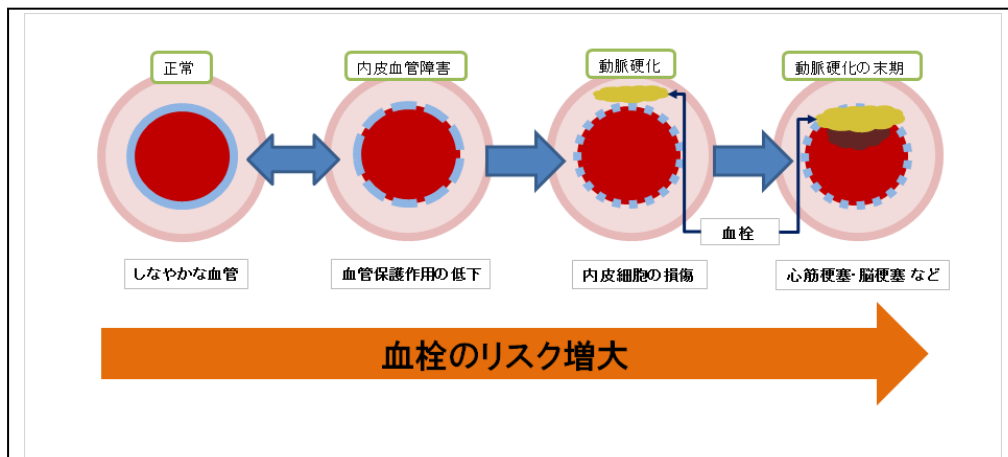 正常
内皮血管障害
動脈硬化
動脈硬化の末期
血栓
しなやかな血管
血管保護作用の低下
内皮細胞の損傷
心筋梗塞・脳梗塞 など
血栓のリスク増大